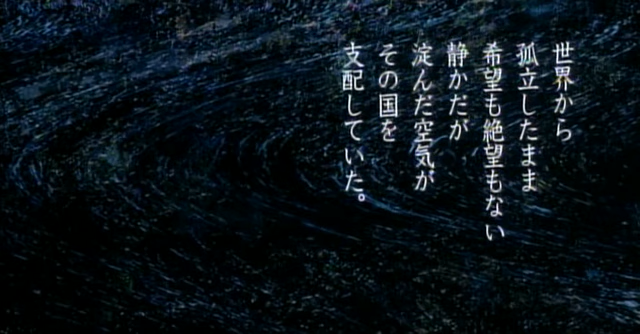 世界から
孤立したまま
希望も絶望もない
静かだが
淀んだ空気が
その国を
支配していた。